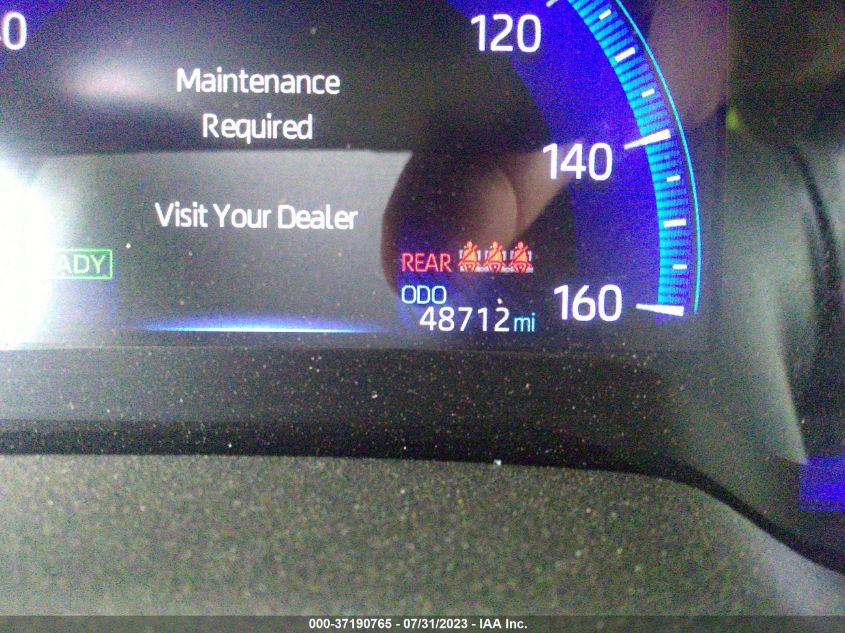 0
120
Maintenance
Required
140
Visit Your Dealer
ADY
REAR
ODO
48712 mi
160
000-37190765 - 07/31/2023 - IAA Inc.